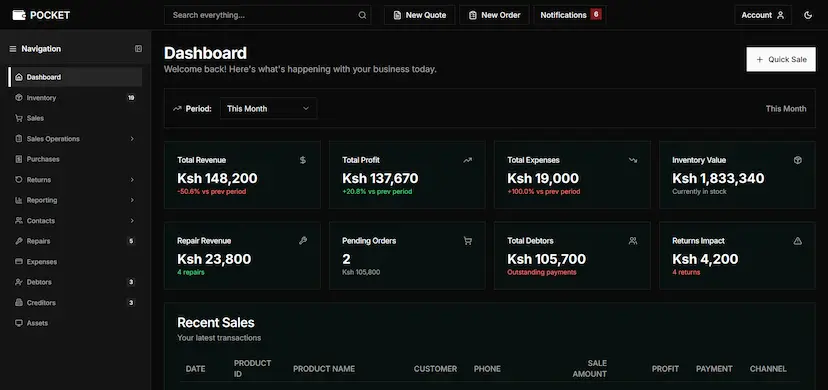 POCKET
Search everything...
New Quote
New Order
Notifications 6
Account
Navigation
Dashboard
Inventory 19
Sales
Sales Operations
Purchases
Returns
Reporting
Contacts
Repairs 5
Expenses
Debtors 3
Creditors 3
Assets
Dashboard
Welcome back! Here's what's happening with your business today.
+ Quick Sale
Period: This Month
This Month
Total Revenue
Ksh 148,200
-50.6% vs prev period
Total Profit
Ksh 137,670
+20.8% vs prev period
Total Expenses
Ksh 19,000
+100.0% vs prev period
Inventory Value
Ksh 1,833,340
Currently in stock
Repair Revenue
Ksh 23,800
4 repairs
Pending Orders
2
Ksh 105,800
Total Debtors
Ksh 105,700
Outstanding payments
Returns Impact
Ksh 4,200
4 returns
Recent Sales
Your latest transactions
DATE
PRODUCT
ID
PRODUCT NAME
CUSTOMER
PHONE
SALE
AMOUNT
PROFIT
PAYMENT
CHANNEL